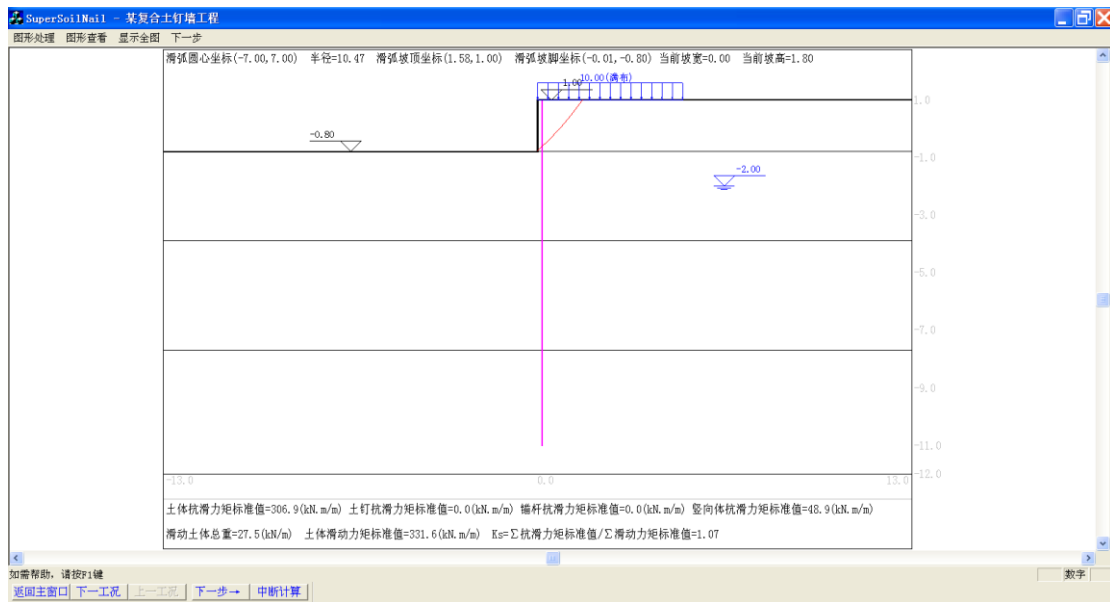 SuperSoilNail - 某复合土钉墙工程
图形处理 图形查看 显示全图 下一步
滑弧圆心坐标(-7.00,7.00) 半径=10.47 滑弧坡顶坐标(1.58,1.00) 滑弧坡脚坐标(-0.01,-0.80) 当前坡宽=0.00 当前坡高=1.80
10.00(满布)
1.00
1.0
-0.80
-1.0
-2.00
-3.0
-5.0
-7.0
-9.0
-11.0
-12.0
-13.0 0.0 13.0
土体抗滑力矩标准值=306.9(kN.m/m) 土钉抗滑力矩标准值=0.0(kN.m/m) 锚杆抗滑力矩标准值=0.0(kN.m/m) 竖向体抗滑力矩标准值=48.9(kN.m/m)
滑动土体总重=27.5(kN/m) 土体滑动力矩标准值=331.6(kN.m/m) Ks=Σ抗滑力矩标准值/Σ滑动力矩标准值=1.07
如需帮助，请按F1键 数字
返回主窗口 下一工况 上一工况 下一步→ 中断计算